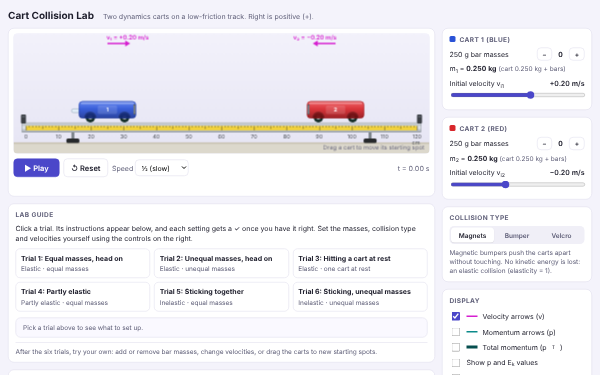 Cart Collision Lab Two dynamics carts on a low-friction track. Right is positive (+).
v₁ = +0.20 m/s v₂ = −0.20 m/s
1 2
0 10 20 30 40 50 60 70 80 90 100 110 120
cm
Drag a cart to move its starting spot
▶ Play ↺ Reset Speed ½ (slow) t = 0.00 s
LAB GUIDE
Click a trial. Its instructions appear below, and each setting gets a ✓ once you have it right. Set the masses, collision type
and velocities yourself using the controls on the right.
Trial 1: Equal masses, head on
Elastic · equal masses
Trial 2: Unequal masses, head on
Elastic · unequal masses
Trial 3: Hitting a cart at rest
Elastic · one cart at rest
Trial 4: Partly elastic
Partly elastic · equal masses
Trial 5: Sticking together
Inelastic · equal masses
Trial 6: Sticking, unequal masses
Inelastic · unequal masses
Pick a trial above to see what to set up.
After the six trials, try your own: add or remove bar masses, change velocities, or drag the carts to new starting spots.
CART 1 (BLUE)
250 g bar masses − 0 +
m₁ = 0.250 kg (cart 0.250 kg + bars)
Initial velocity vᵢ₁ +0.20 m/s
CART 2 (RED)
250 g bar masses − 0 +
m₂ = 0.250 kg (cart 0.250 kg + bars)
Initial velocity vᵢ₂ −0.20 m/s
COLLISION TYPE
Magnets Bumper Velcro
Magnetic bumpers push the carts apart
without touching. No kinetic energy is lost:
an elastic collision (elasticity = 1).
DISPLAY
Velocity arrows (v)
Momentum arrows (p)
Total momentum (p T )
Show p and Eₖ values